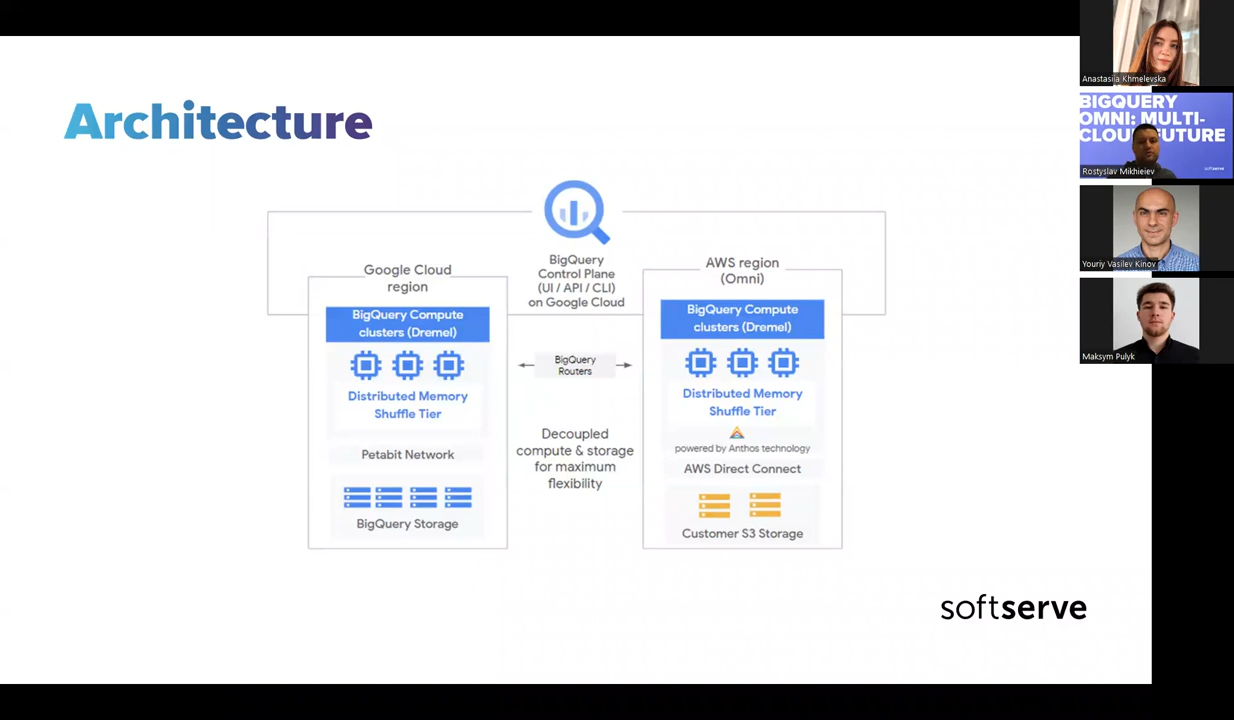 Architecture
BigQuery
Control Plane
(UI / API / CLI)
on Google Cloud
Google Cloud
region
BigQuery Compute
clusters (Dremel)
Distributed Memory
Shuffle Tier
Petabit Network
BigQuery Storage
BigQuery
Routers
Decoupled
compute & storage
for maximum
flexibility
AWS region
(Omni)
BigQuery Compute
clusters (Dremel)
Distributed Memory
Shuffle Tier
powered by Anthos technology
AWS Direct Connect
Customer S3 Storage
softserve
Anastasiia Khmelevska
BIGQUERY
OMNI: MULTI-
CLOUD FUTURE
softserve
Rostyslav Mikhieiev
Youriy Vasilev Kinov
Maksym Pulyk